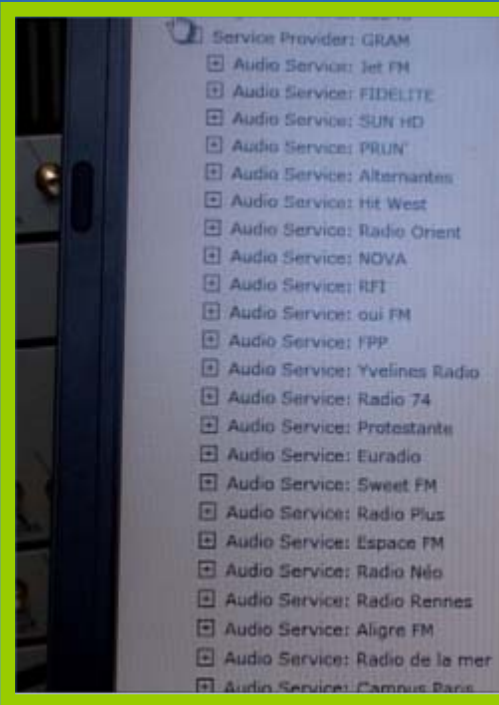 Service Provider: GRAM
Audio Service: Jet FM
Audio Service: FIDELITE
Audio Service: SUN HD
Audio Service: PRUN'
Audio Service: Alternantes
Audio Service: Hit West
Audio Service: Radio Orient
Audio Service: NOVA
Audio Service: RFI
Audio Service: oui FM
Audio Service: FPP
Audio Service: Yvelines Radio
Audio Service: Radio 74
Audio Service: Protestante
Audio Service: Euradio
Audio Service: Sweet FM
Audio Service: Radio Plus
Audio Service: Espace FM
Audio Service: Radio Néo
Audio Service: Radio Rennes
Audio Service: Aligre FM
Audio Service: Radio de la mer
Audio Service: Campus Paris